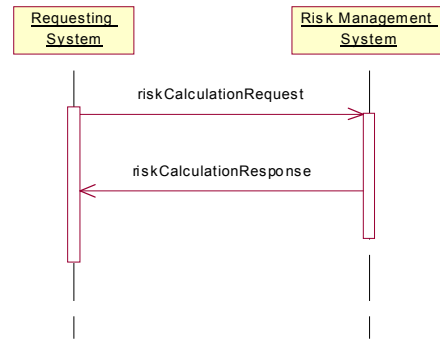 Requesting
System
Risk Management
System
riskCalculationRequest
riskCalculationResponse